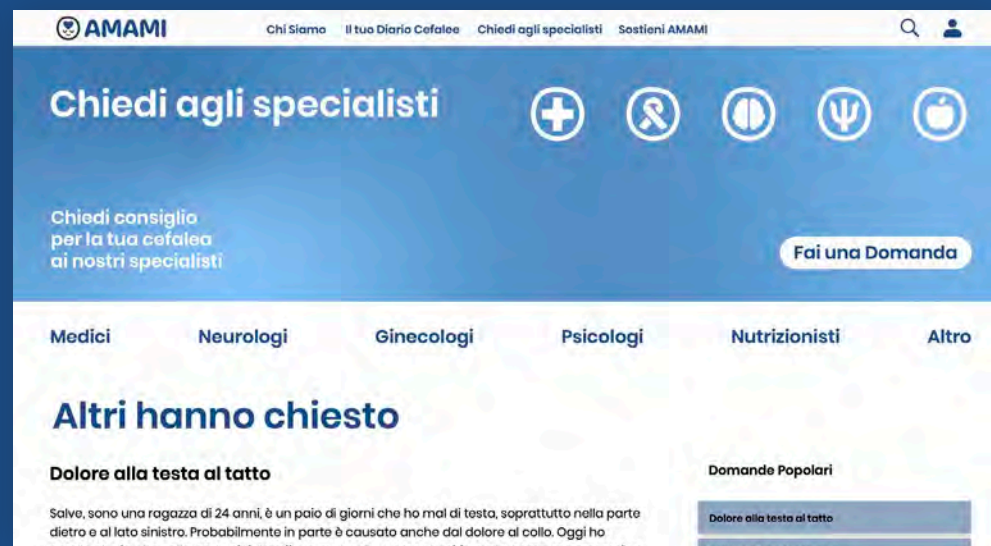 AMAMI
Chi Siamo Il tuo Diario Cefalee Chiedi agli specialisti Sostieni AMAMI
Chiedi agli specialisti
Chiedi consiglio
per la tua cefalea
ai nostri specialisti
Fai una Domanda
Medici Neurologi Ginecologi Psicologi Nutrizionisti Altro
Altri hanno chiesto
Dolore alla testa al tatto
Salve, sono una ragazza di 24 anni, è un paio di giorni che ho mal di testa, soprattutto nella parte
dietro e al lato sinistro. Probabilmente in parte è causato anche dal dolore al collo. Oggi ho
Domande Popolari
Dolore alla testa al tatto